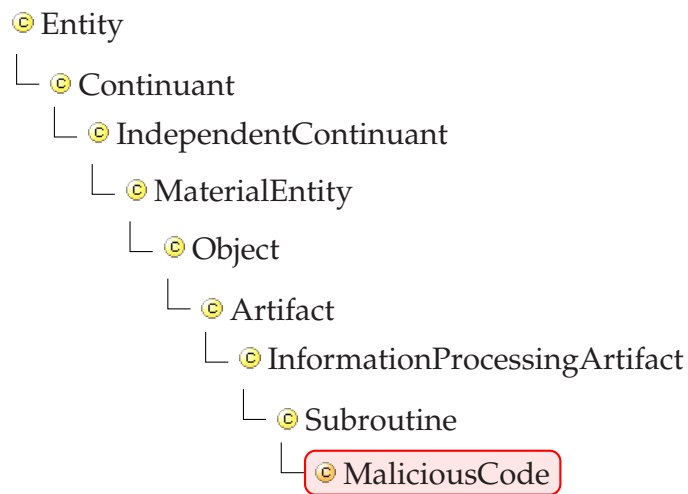 Entity
Continuant
IndependentContinuant
MaterialEntity
Object
Artifact
InformationProcessingArtifact
Subroutine
MaliciousCode